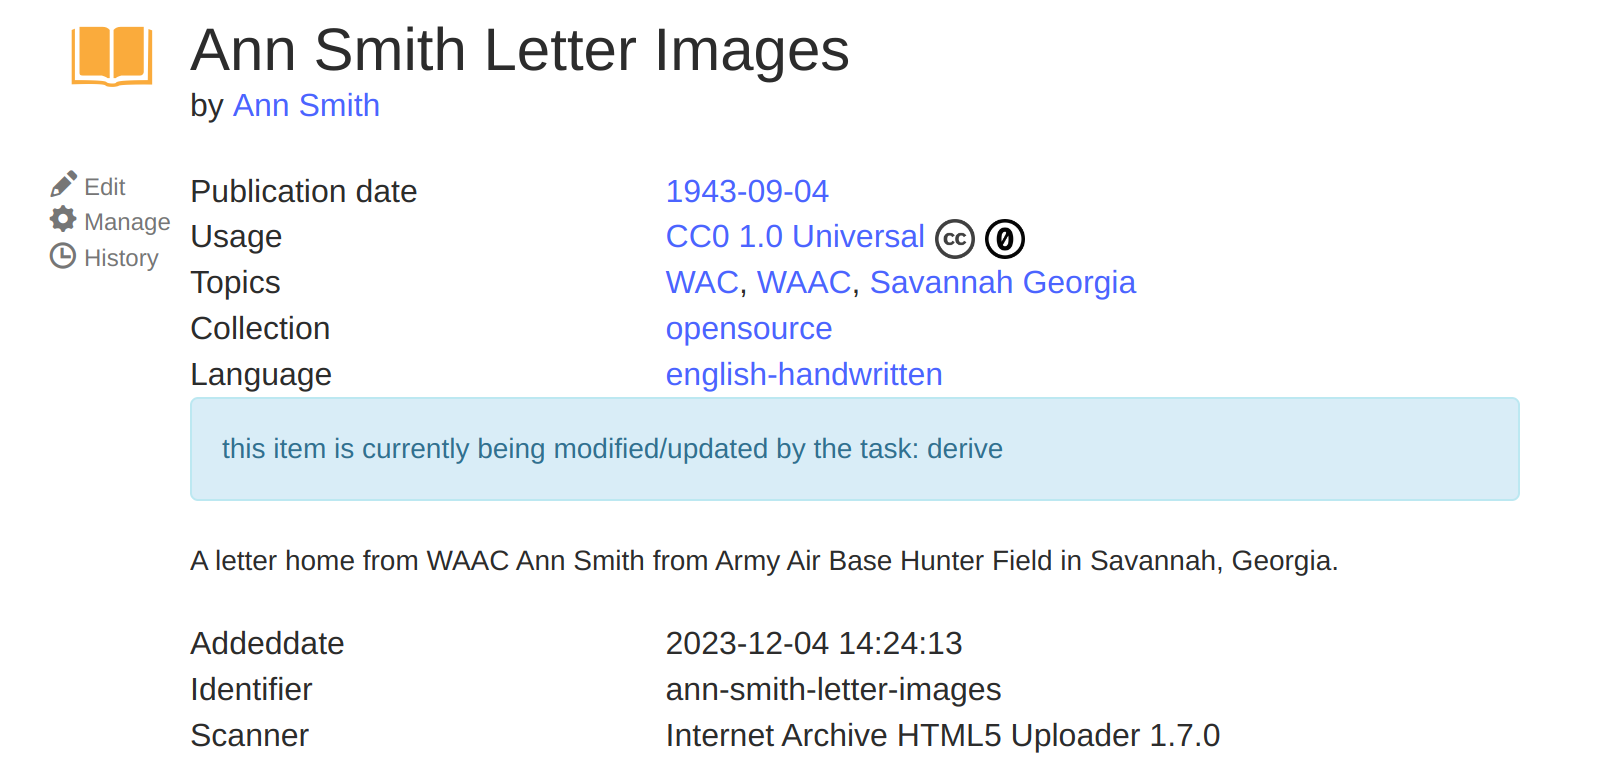 Ann Smith Letter Images
by Ann Smith
Edit
Manage
History
Publication date 1943-09-04
Usage CC0 1.0 Universal cc 0
Topics WAC, WAAC, Savannah Georgia
Collection opensource
Language english-handwritten
this item is currently being modified/updated by the task: derive
A letter home from WAAC Ann Smith from Army Air Base Hunter Field in Savannah, Georgia.
Addeddate 2023-12-04 14:24:13
Identifier ann-smith-letter-images
Scanner Internet Archive HTML5 Uploader 1.7.0